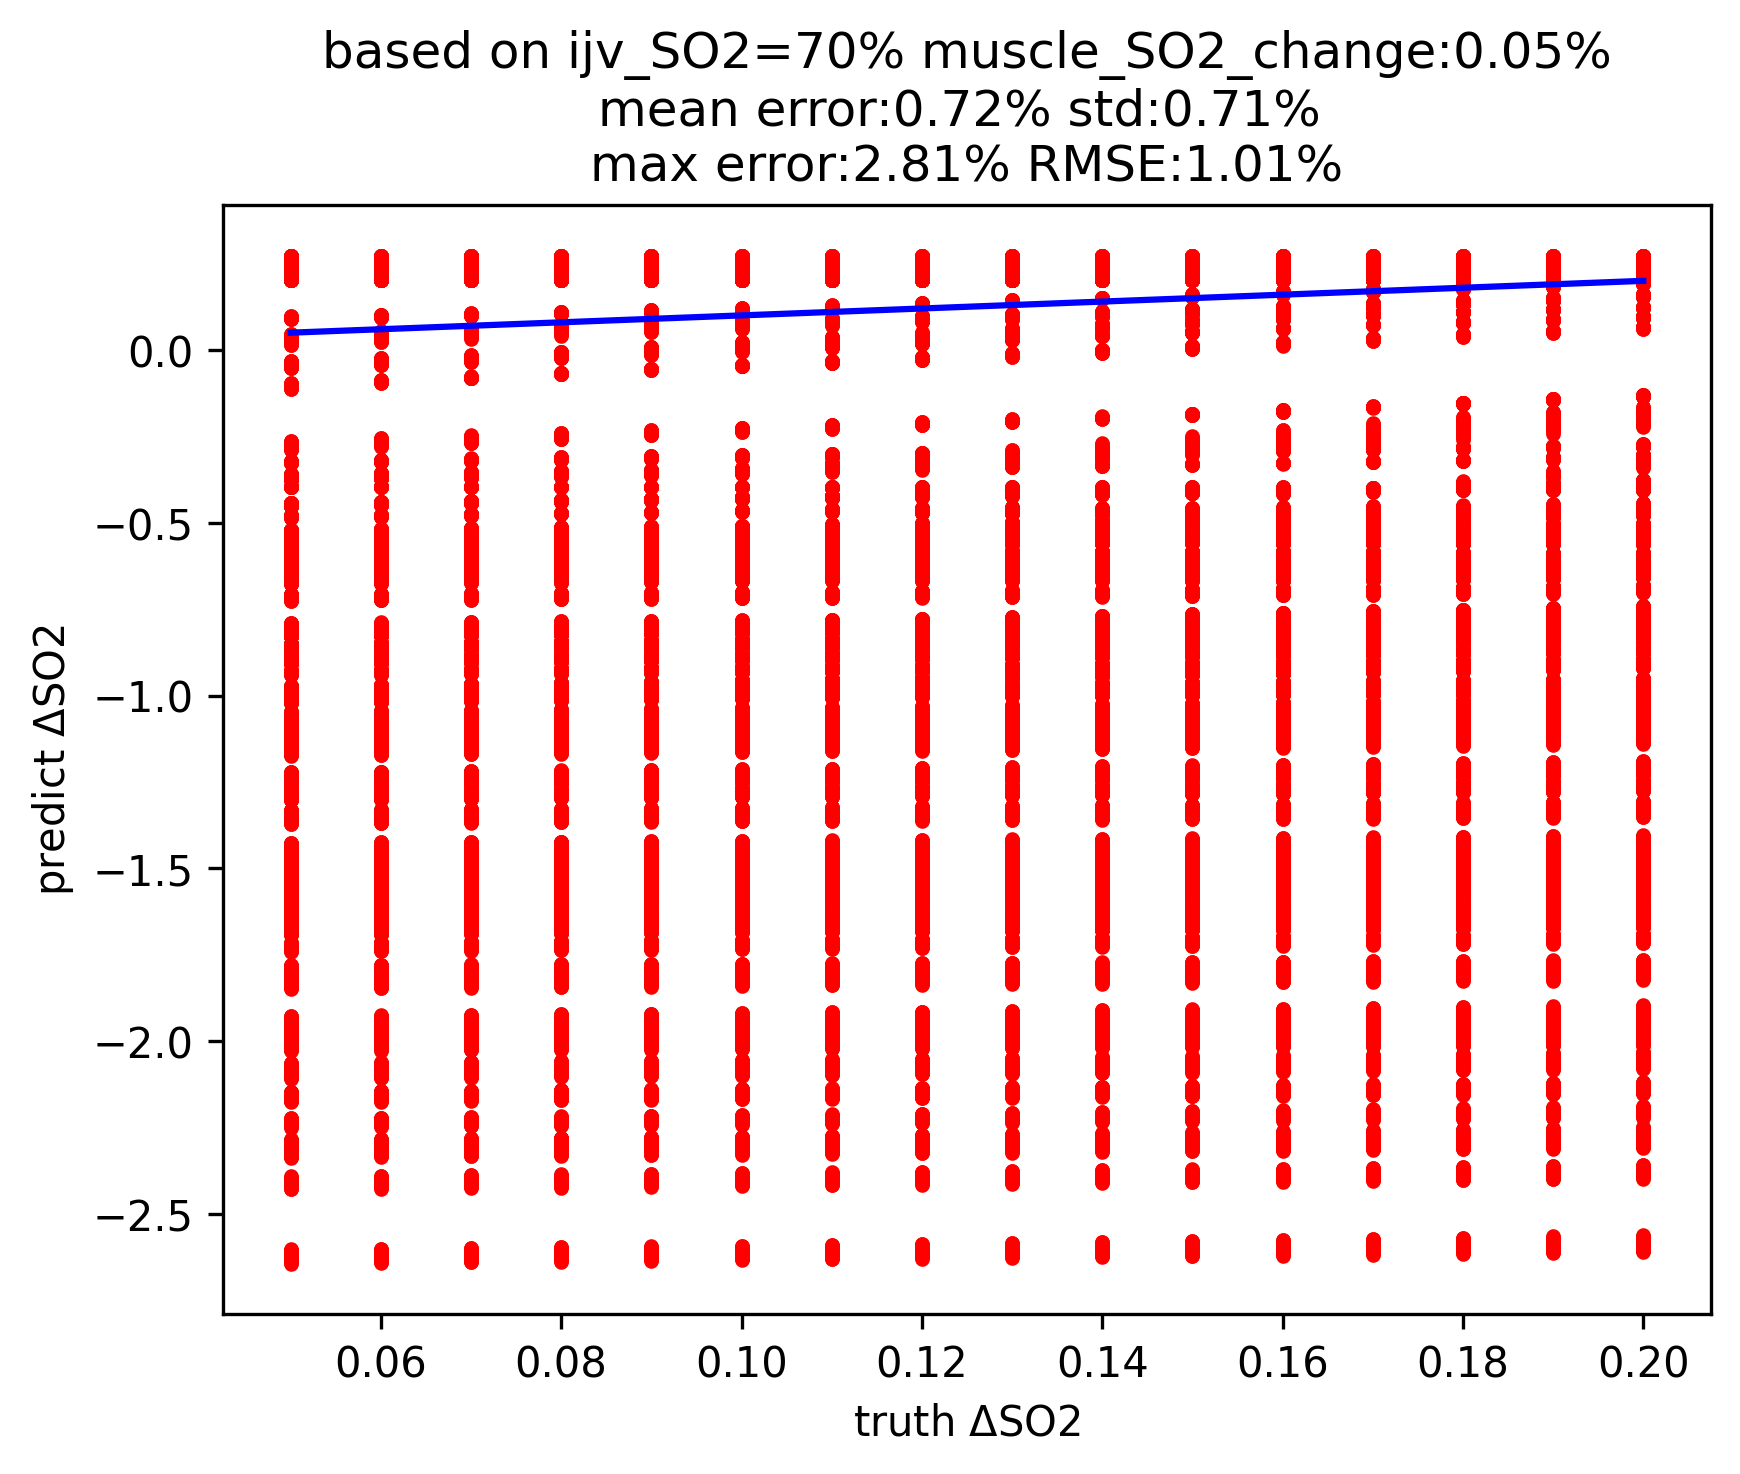 based on ijv_SO2=70% muscle_SO2_change:0.05%
mean error:0.72% std:0.71%
max error:2.81% RMSE:1.01%
0.0
−0.5
−1.0
−1.5
−2.0
−2.5
predict ΔSO2
0.06 0.08 0.10 0.12 0.14 0.16 0.18 0.20
truth ΔSO2